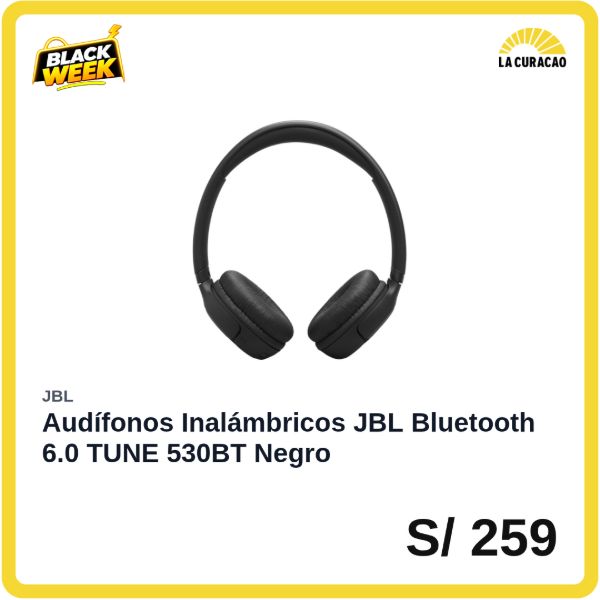 BLACK
WEEK
LA CURACAO
JBL
Audífonos Inalámbricos JBL Bluetooth
6.0 TUNE 530BT Negro
S/ 259